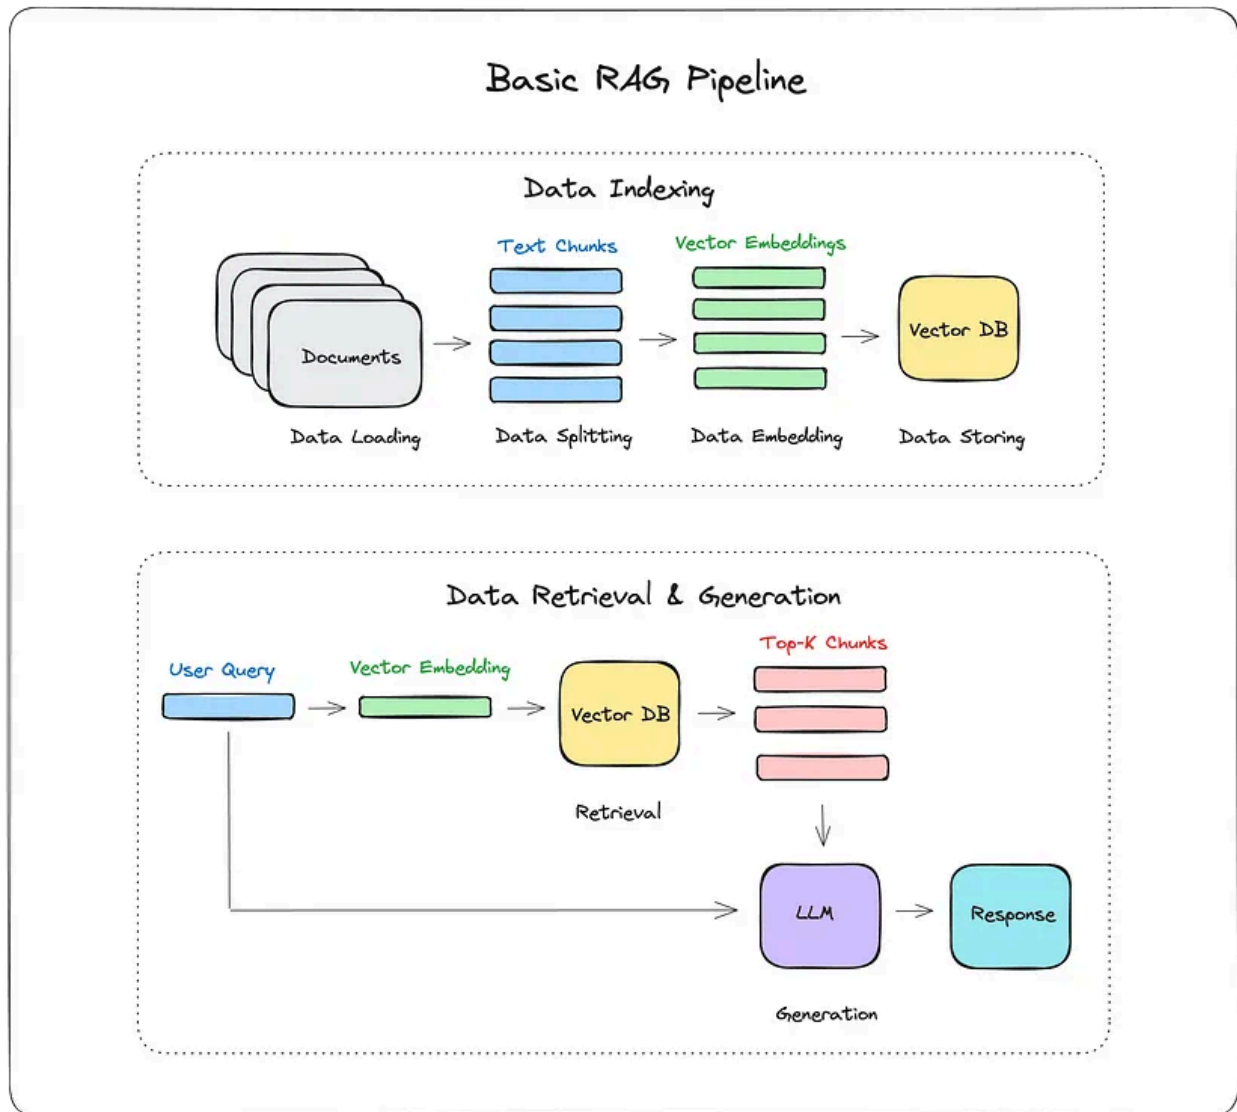 Basic RAG Pipeline
Data Indexing
Text Chunks
Vector Embeddings
Documents
Vector DB
Data Loading
Data Splitting
Data Embedding
Data Storing
Data Retrieval & Generation
User Query
Vector Embedding
Top-K Chunks
Vector DB
Retrieval
LLM
Response
Generation